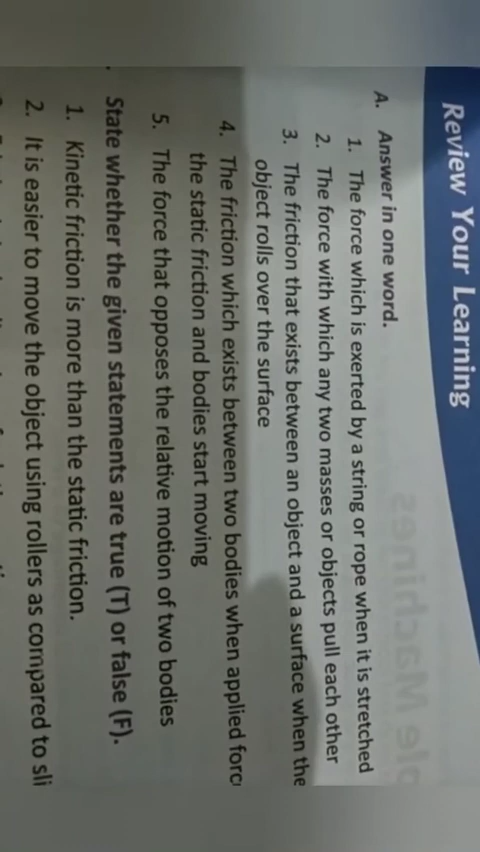 Review Your Learning
A. Answer in one word.
1. The force which is exerted by a string or rope when it is stretched
2. The force with which any two masses or objects pull each other
3. The friction that exists between an object and a surface when the
object rolls over the surface
4. The friction which exists between two bodies when applied forc
the static friction and bodies start moving
5. The force that opposes the relative motion of two bodies
State whether the given statements are true (T) or false (F).
1. Kinetic friction is more than the static friction.
2. It is easier to move the object using rollers as compared to sli